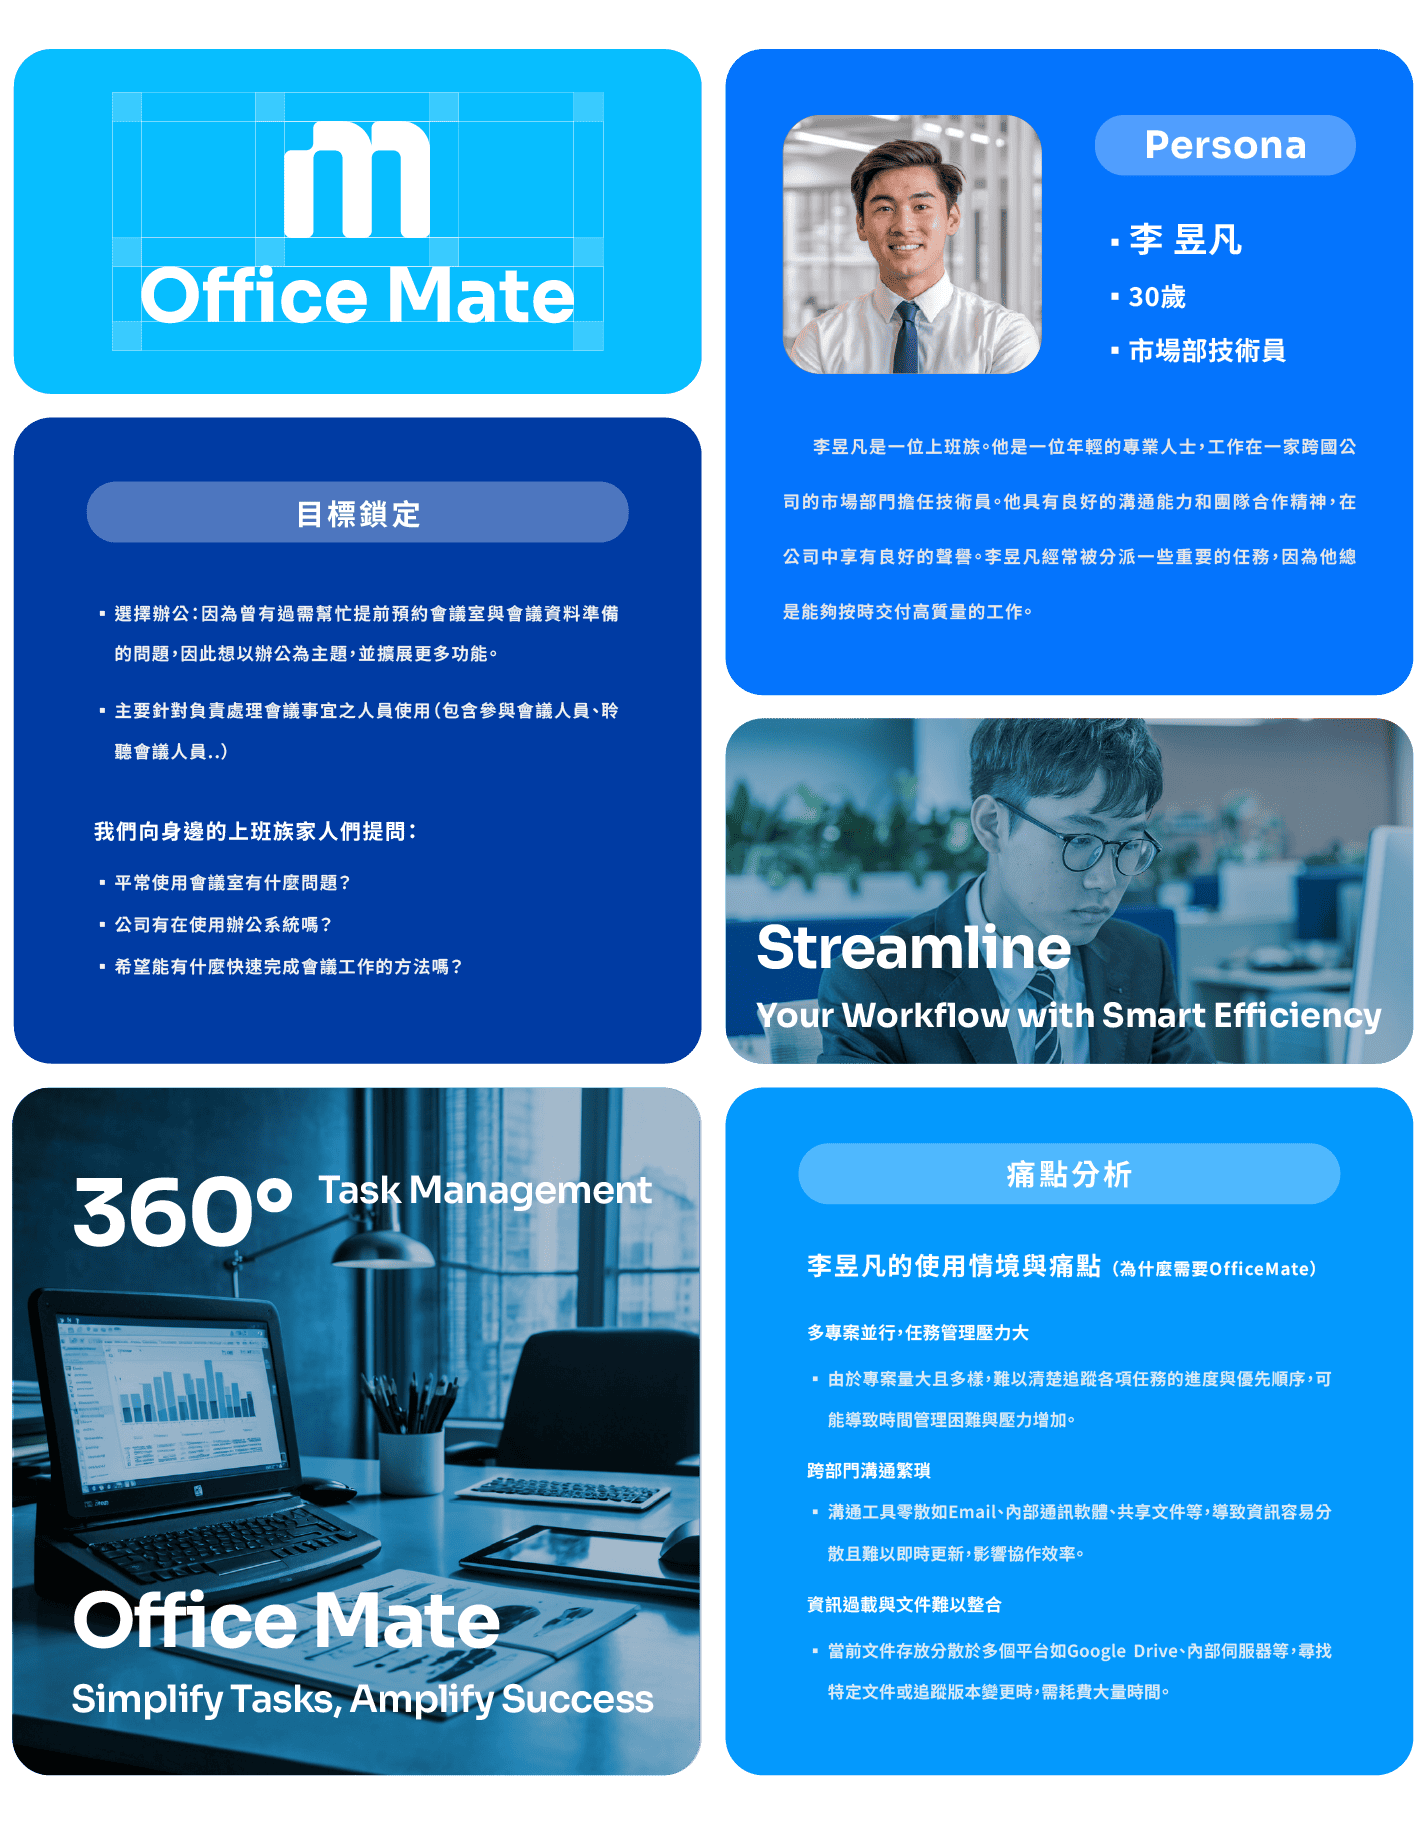 Office Mate
目標鎖定
▪ 選擇辦公：因為曾有過需幫忙提前預約會議室與會議資料準備
的問題，因此想以辦公為主題，並擴展更多功能。
▪ 主要針對負責處理會議事宜之人員使用（包含參與會議人員、聆
聽會議人員..）
我們向身邊的上班族家人們提問：
▪ 平常使用會議室有什麼問題？
▪ 公司有在使用辦公系統嗎？
▪ 希望能有什麼快速完成會議工作的方法嗎？
Persona
▪ 李 昱凡
▪ 30歲
▪ 市場部技術員
李昱凡是一位上班族。他是一位年輕的專業人士，工作在一家跨國公
司的市場部門擔任技術員。他具有良好的溝通能力和團隊合作精神，在
公司中享有良好的聲譽。李昱凡經常被分派一些重要的任務，因為他總
是能夠按時交付高質量的工作。
Streamline
Your Workflow with Smart Efficiency
360° Task Management
Office Mate
Simplify Tasks, Amplify Success
痛點分析
李昱凡的使用情境與痛點（為什麼需要OfficeMate）
多專案並行，任務管理壓力大
▪ 由於專案量大且多樣，難以清楚追蹤各項任務的進度與優先順序，可
能導致時間管理困難與壓力增加。
跨部門溝通繁瑣
▪ 溝通工具零散如Email、內部通訊軟體、共享文件等，導致資訊容易分
散且難以即時更新，影響協作效率。
資訊過載與文件難以整合
▪ 當前文件存放分散於多個平台如Google Drive、內部伺服器等，尋找
特定文件或追蹤版本變更時，需耗費大量時間。